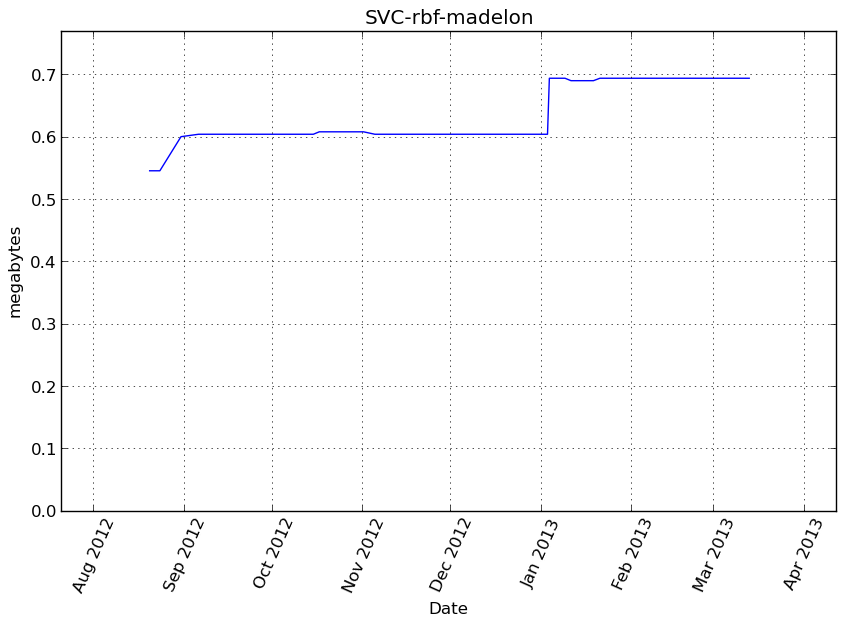 SVC-rbf-madelon
0.7
0.6
0.5
0.4
0.3
0.2
0.1
0.0
megabytes
Aug 2012
Sep 2012
Oct 2012
Nov 2012
Dec 2012
Jan 2013
Feb 2013
Mar 2013
Apr 2013
Date